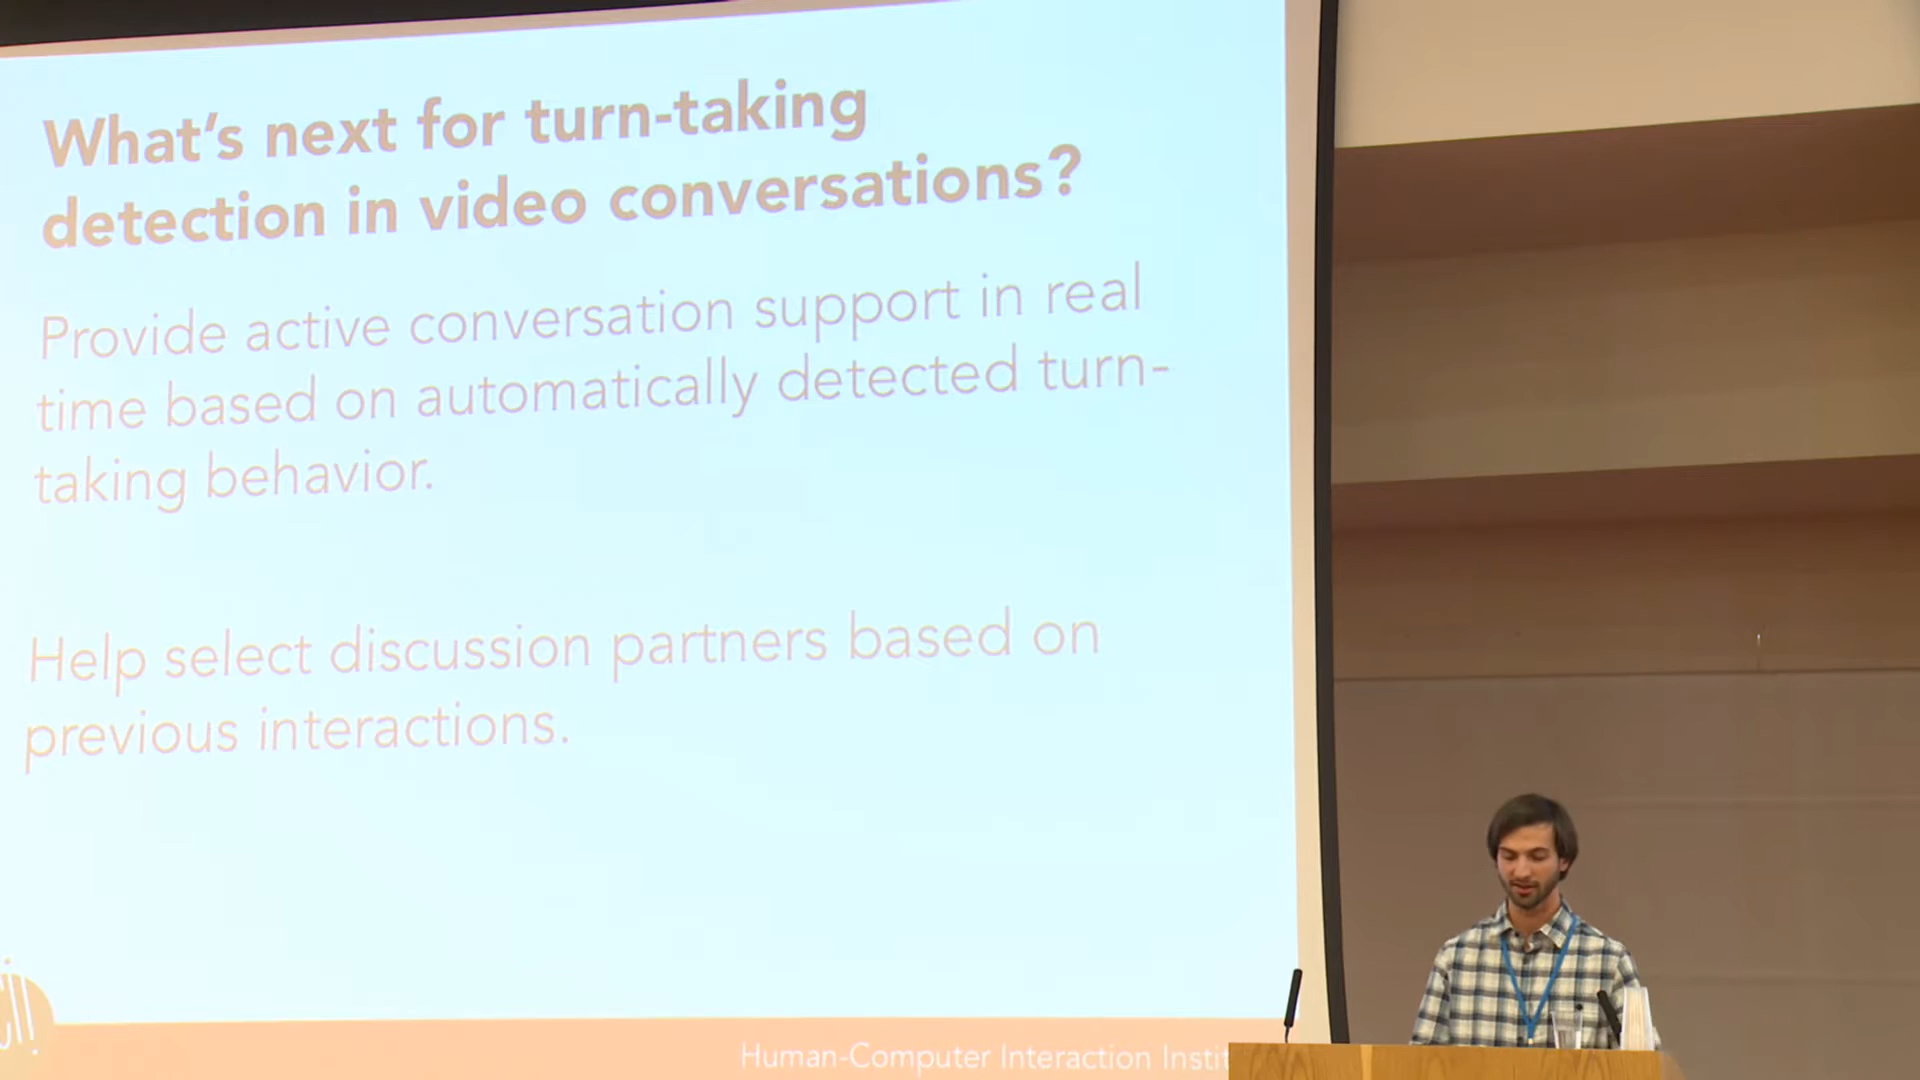 What's next for turn-taking
detection in video conversations?
Provide active conversation support in real
time based on automatically detected turn-
taking behavior.
Help select discussion partners based on
previous interactions.
Human-Computer Interaction